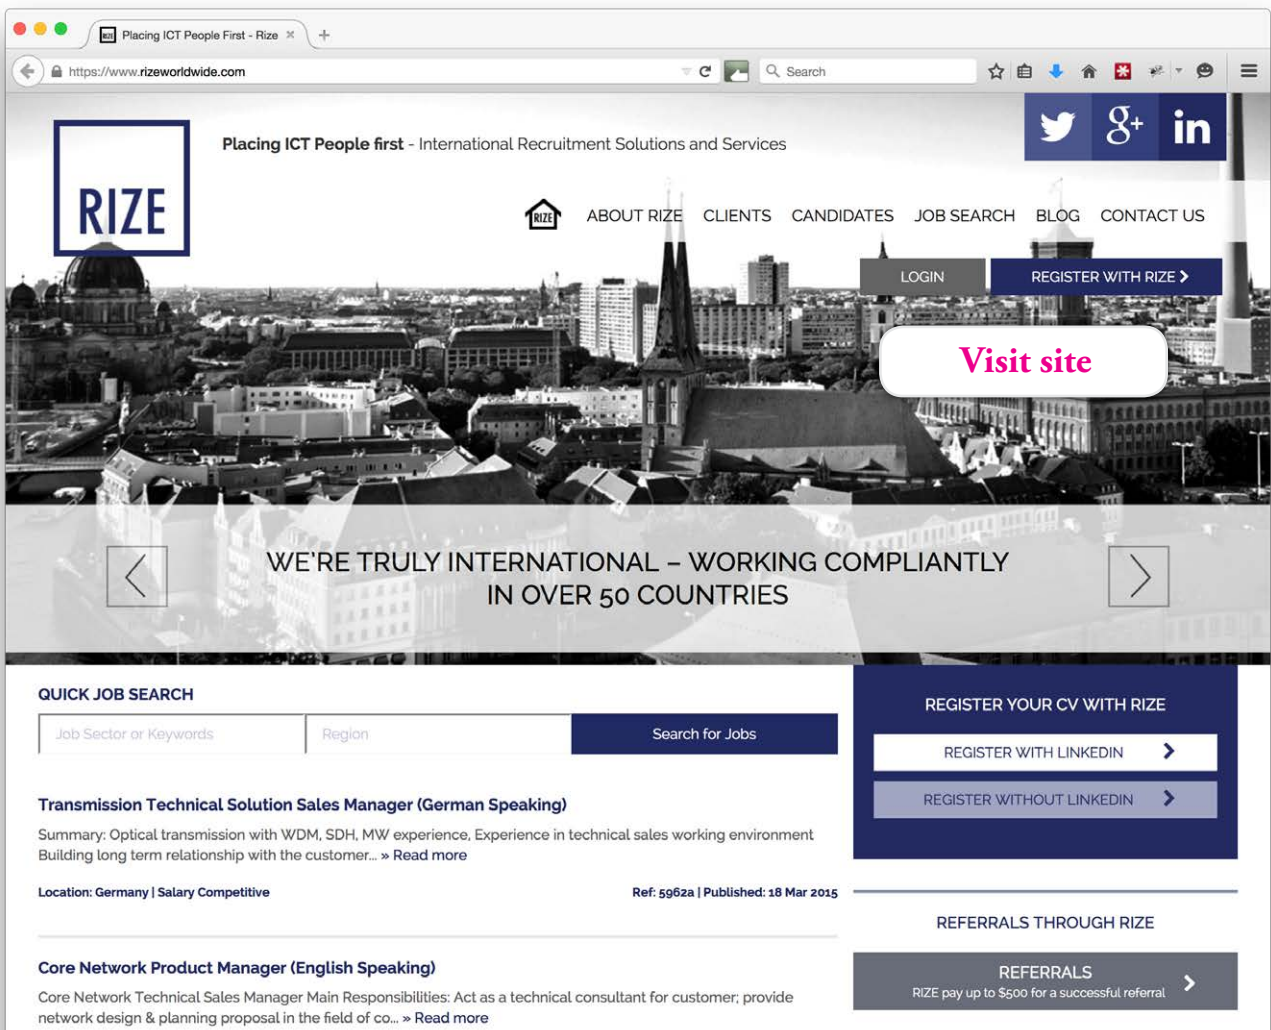 Placing ICT People First - Rize
https://www.rizeworldwide.com
Search
RIZE
Placing ICT People first - International Recruitment Solutions and Services
g+
in
RIZE
ABOUT RIZE
CLIENTS
CANDIDATES
JOB SEARCH
BLOG
CONTACT US
LOGIN
REGISTER WITH RIZE
Visit site
WE'RE TRULY INTERNATIONAL – WORKING COMPLIANTLY
IN OVER 50 COUNTRIES
QUICK JOB SEARCH
Job Sector or Keywords
Region
Search for Jobs
Transmission Technical Solution Sales Manager (German Speaking)
Summary: Optical transmission with WDM, SDH, MW experience, Experience in technical sales working environment
Building long term relationship with the customer... » Read more
Location: Germany | Salary Competitive
Ref: 5962a | Published: 18 Mar 2015
Core Network Product Manager (English Speaking)
Core Network Technical Sales Manager Main Responsibilities: Act as a technical consultant for customer; provide
network design & planning proposal in the field of co... » Read more
REGISTER YOUR CV WITH RIZE
REGISTER WITH LINKEDIN
REGISTER WITHOUT LINKEDIN
REFERRALS THROUGH RIZE
REFERRALS
RIZE pay up to $500 for a successful referral